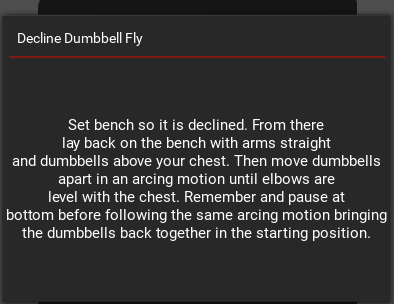 Decline Dumbbell Fly
Set bench so it is declined. From there
lay back on the bench with arms straight
and dumbbells above your chest. Then move dumbbells
apart in an arcing motion until elbows are
level with the chest. Remember and pause at
bottom before following the same arcing motion bringing
the dumbbells back together in the starting position.